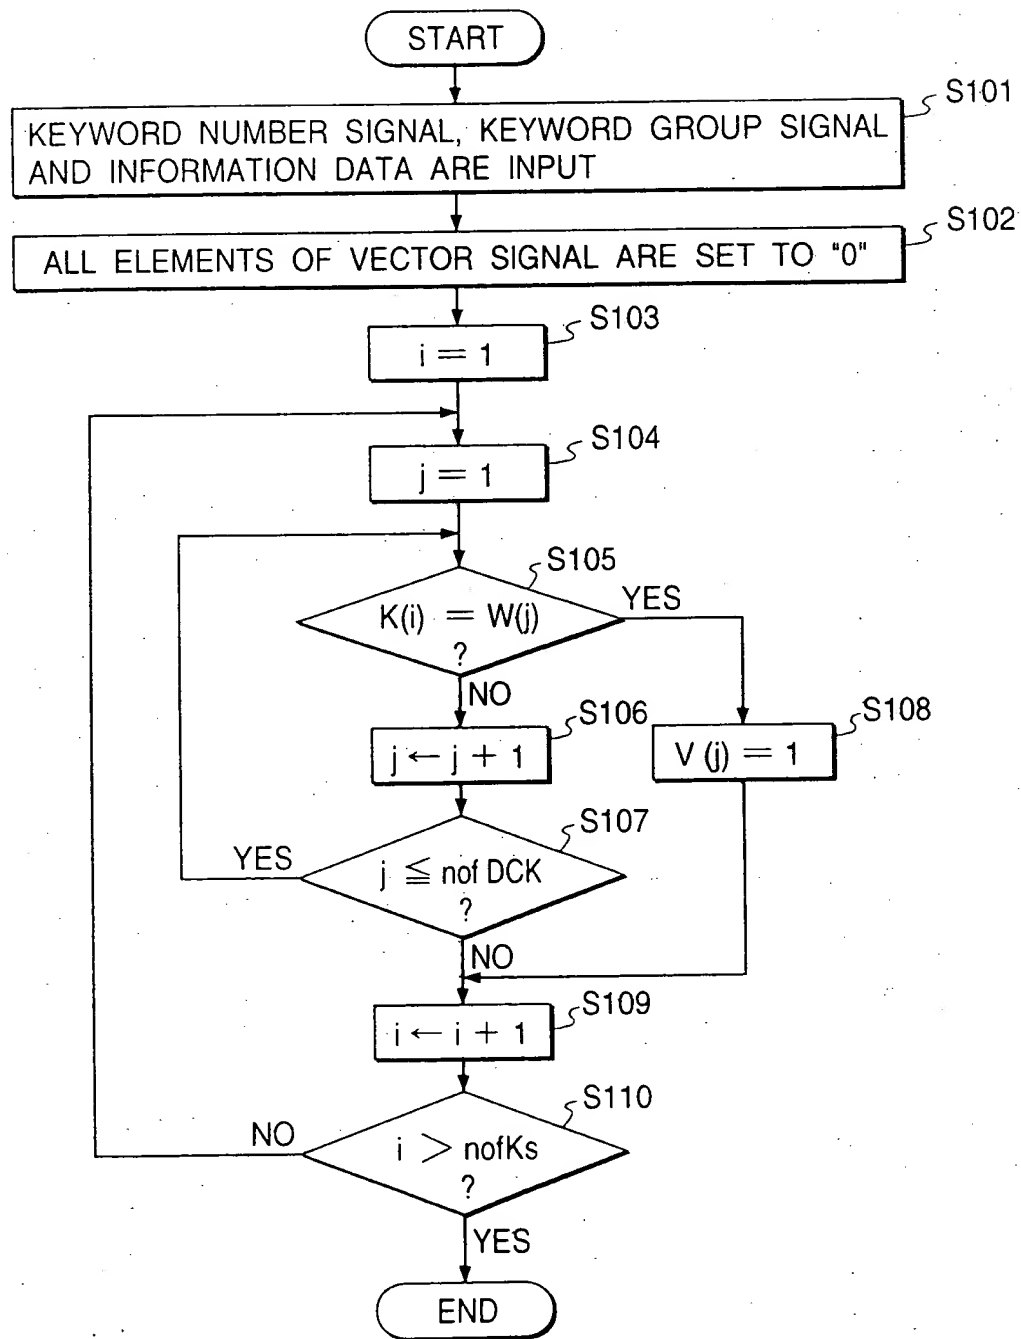 START
S101
KEYWORD NUMBER SIGNAL, KEYWORD GROUP SIGNAL
AND INFORMATION DATA ARE INPUT
S102
ALL ELEMENTS OF VECTOR SIGNAL ARE SET TO "0"
S103
i = 1
S104
j = 1
S105
K(i) = W(j)
?
YES
NO
S106
j ← j + 1
S108
V (j) = 1
S107
YES
j ≦ nof DCK
?
NO
S109
i ← i + 1
S110
NO
i > nofKs
?
YES
END